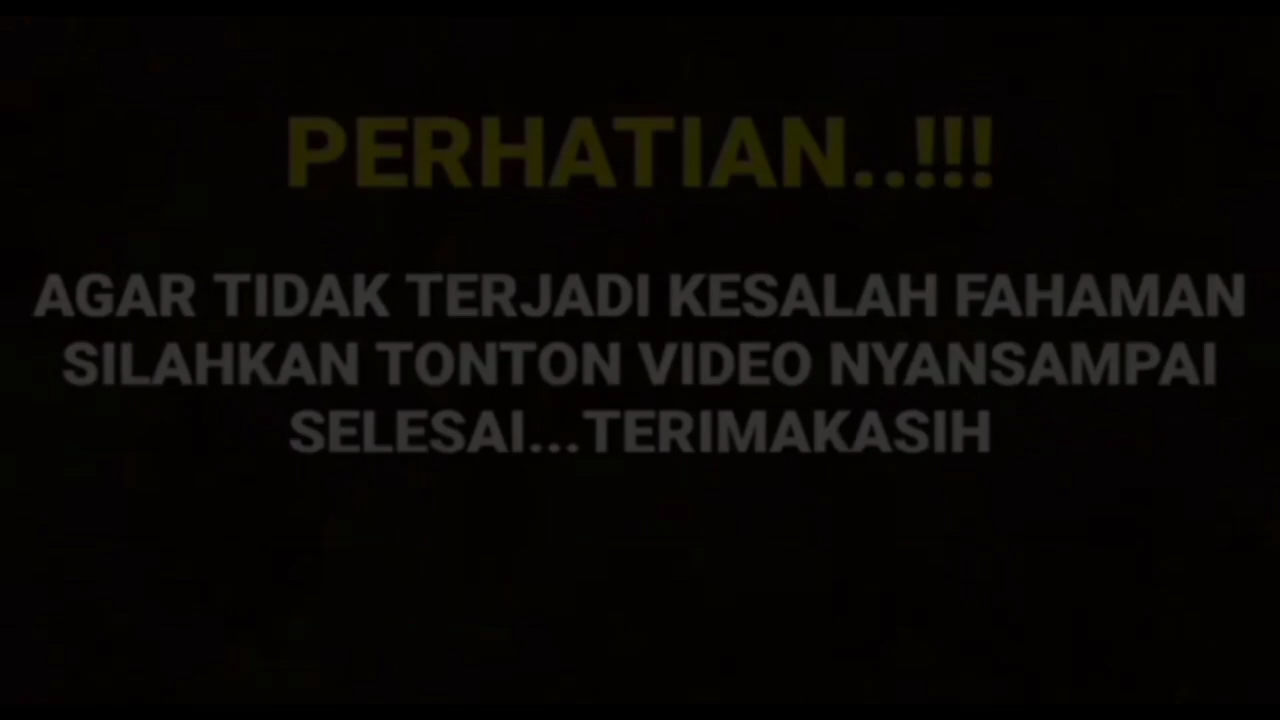 PERHATIAN..!!!
AGAR TIDAK TERJADI KESALAH FAHAMAN
SILAHKAN TONTON VIDEO NYANSAMPAI
SELESAI...TERIMAKASIH